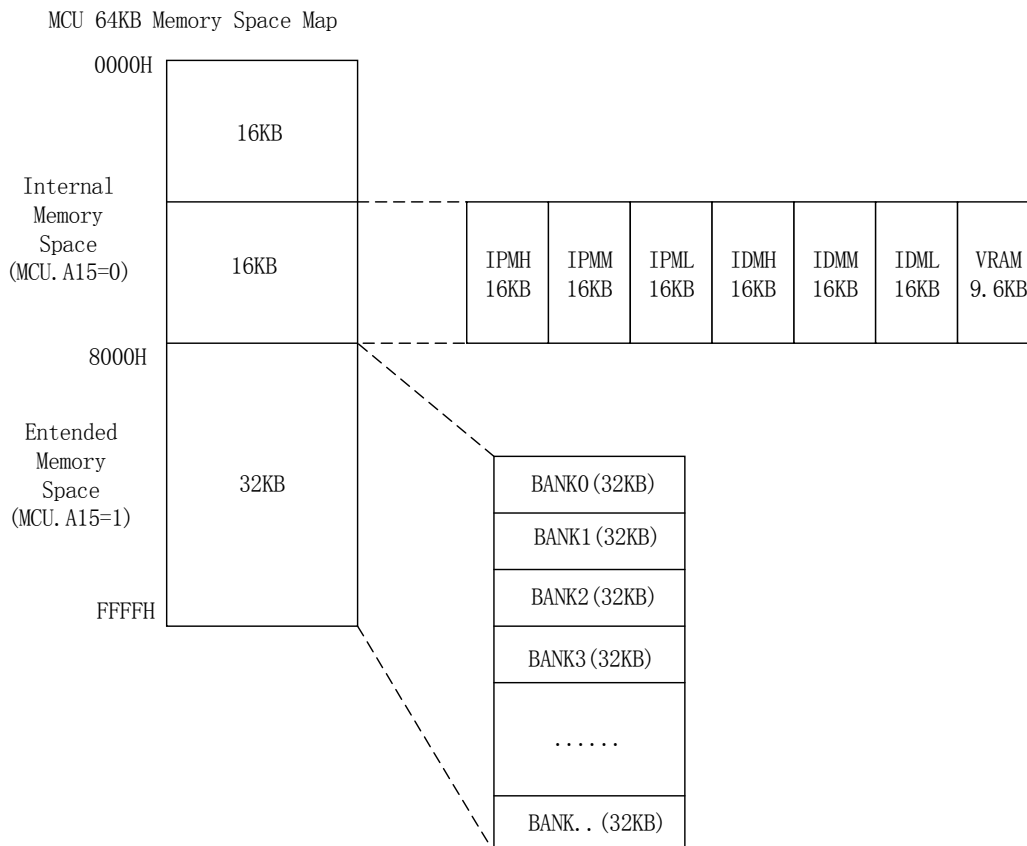 MCU 64KB Memory Space Map
0000H
16KB
Internal
Memory
Space
(MCU.A15=0)
16KB
IPMH
16KB
IPMM
16KB
IPML
16KB
IDMH
16KB
IDMM
16KB
IDML
16KB
VRAM
9.6KB
8000H
Entended
Memory
Space
(MCU.A15=1)
32KB
FFFFH
BANK0(32KB)
BANK1(32KB)
BANK2(32KB)
BANK3(32KB)
......
BANK..(32KB)